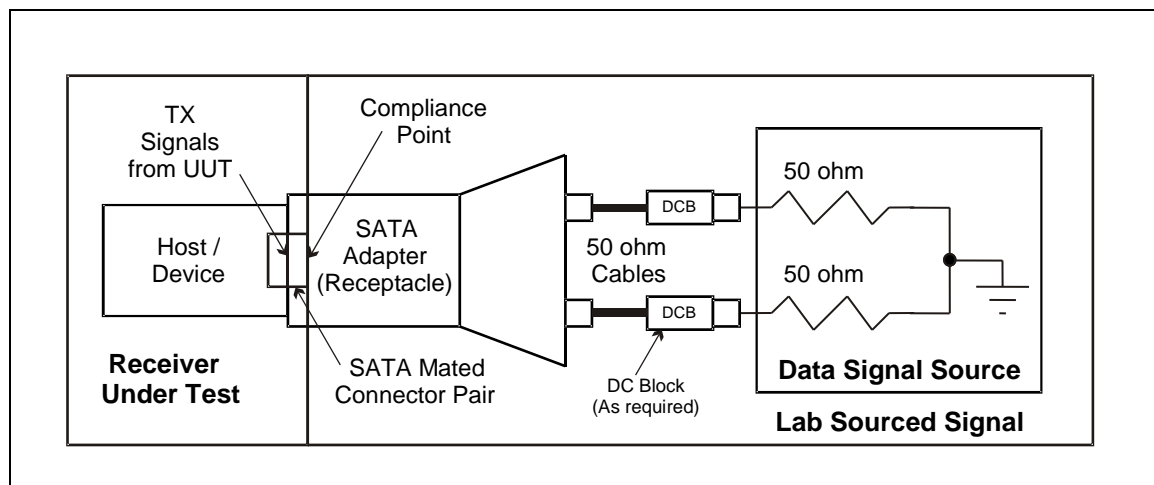 TX
Signals
from UUT
Compliance
Point
Host /
Device
SATA
Adapter
(Receptacle)
Receiver
Under Test
SATA Mated
Connector Pair
DCB
50 ohm
Cables
DCB
DC Block
(As required)
50 ohm
50 ohm
Data Signal Source
Lab Sourced Signal